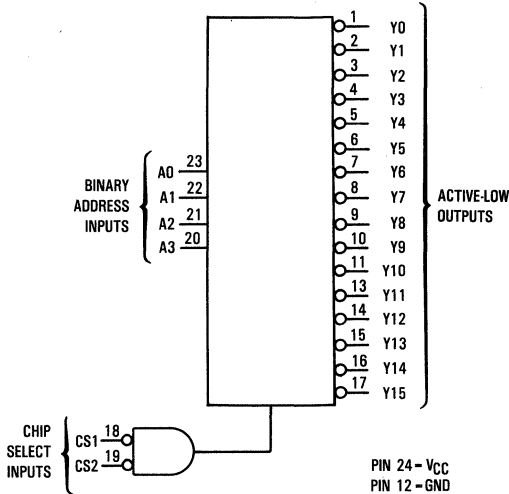 1 Y0
2 Y1
3 Y2
4 Y3
5 Y4
6 Y5
7 Y6
8 Y7
9 Y8
10 Y9
11 Y10
13 Y11
14 Y12
15 Y13
16 Y14
17 Y15
BINARY
ADDRESS
INPUTS
A0 23
A1 22
A2 21
A3 20
ACTIVE-LOW
OUTPUTS
CHIP
SELECT
INPUTS
CS1 18
CS2 19
PIN 24 = VCC
PIN 12 = GND